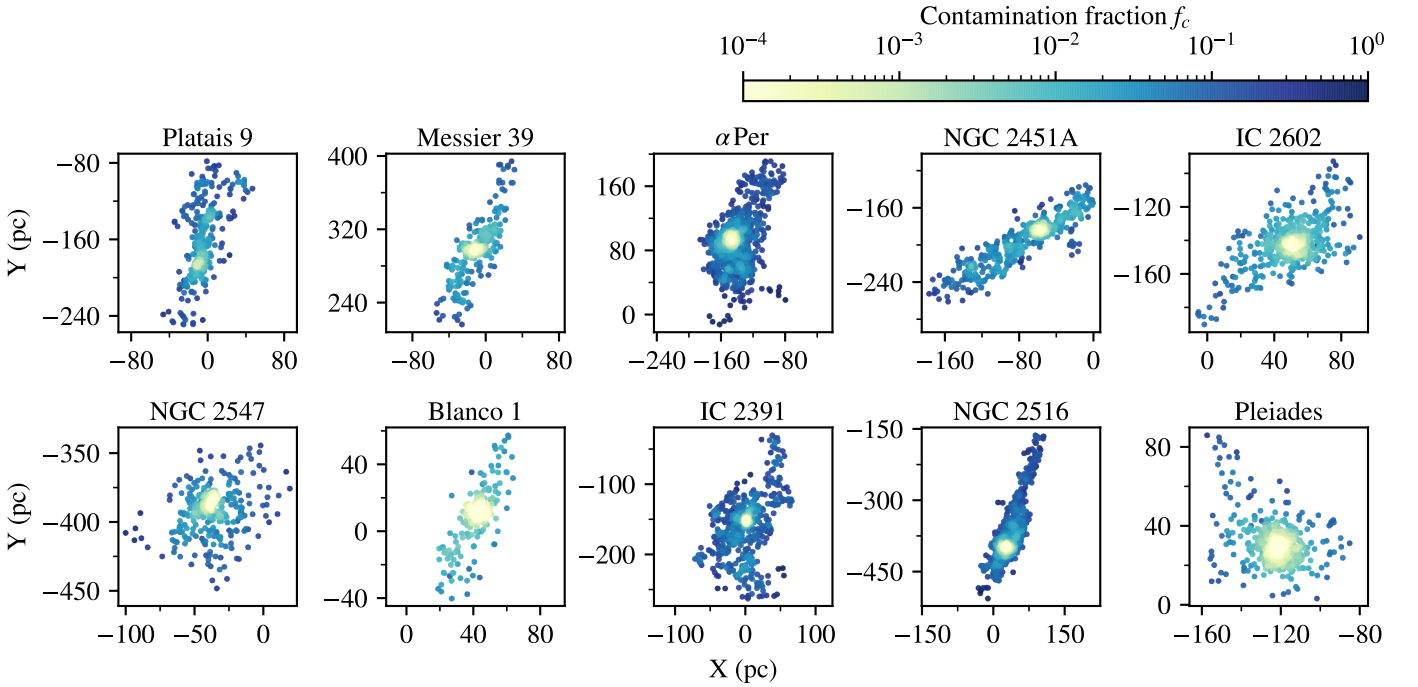 Contamination fraction f_c
10⁻⁴ 10⁻³ 10⁻² 10⁻¹ 10⁰
Platais 9 Messier 39 α Per NGC 2451A IC 2602
Y (pc)
−80 −160 −240
−80 0 80
400 320 240
−80 0 80
160 80 0
−240 −160 −80
−160 −240
−160 −80 0
−120 −160
0 40 80
NGC 2547 Blanco 1 IC 2391 NGC 2516 Pleiades
Y (pc)
−350 −400 −450
−100 −50 0
40 0 −40
0 40 80
−100 −200
−100 0 100
−150 −300 −450
−150 0 150
80 40 0
−160 −120 −80
X (pc)